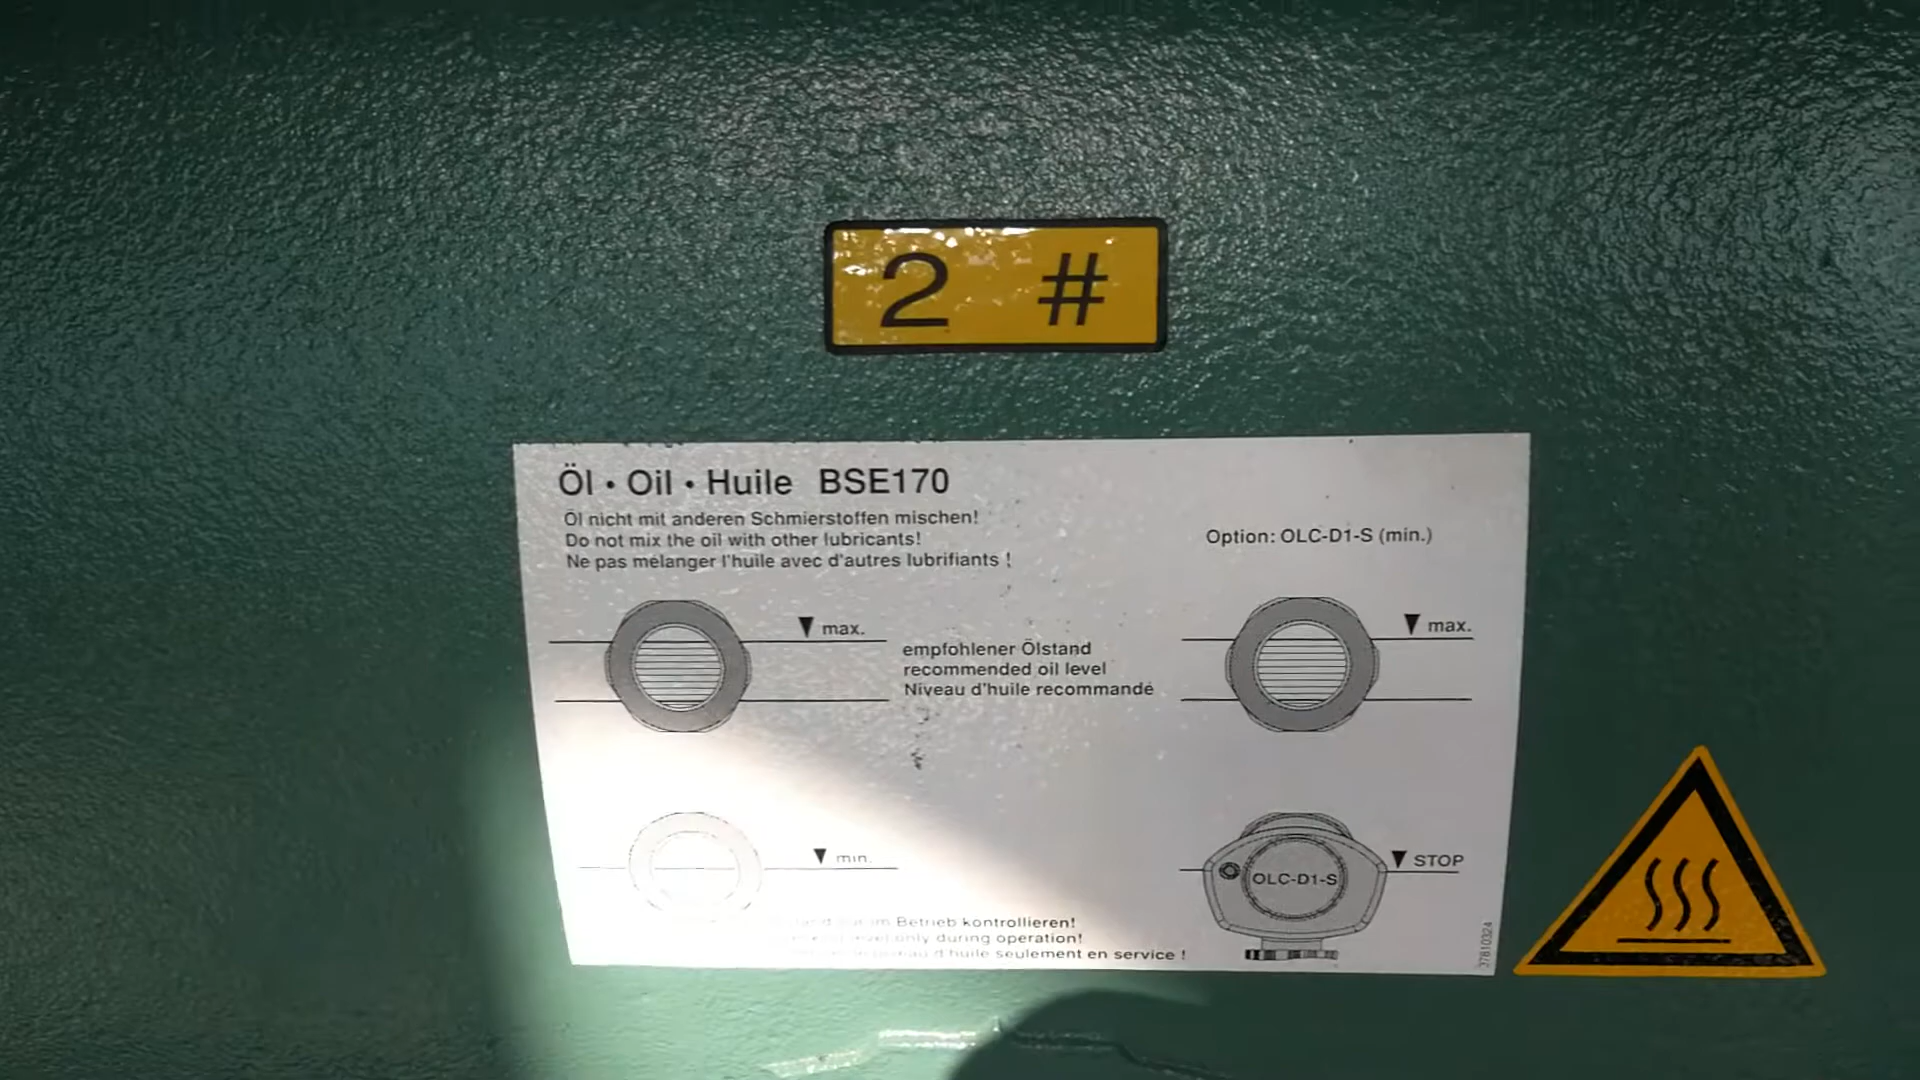 2 #
Öl • Oil • Huile BSE170
Öl nicht mit anderen Schmierstoffen mischen!
Do not mix the oil with other lubricants!
Ne pas mélanger l'huile avec d'autres lubrifiants !
Option: OLC-D1-S (min.)
max.
empfohlener Ölstand
recommended oil level
Niveau d'huile recommandé
max.
min.
STOP
OLC-D1-S
im Betrieb kontrollieren!
level only during operation!
niveau d'huile seulement en service !
37810324